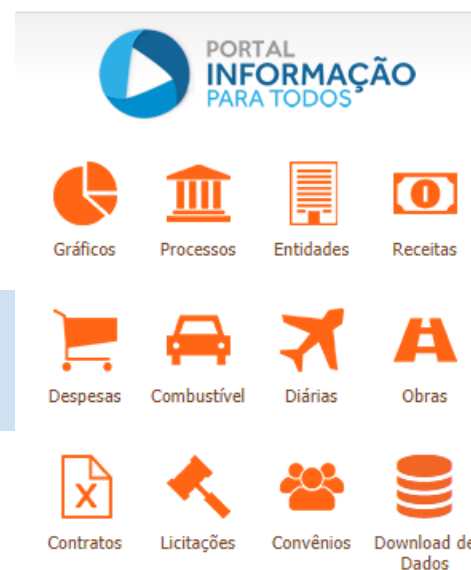 PORTAL
INFORMAÇÃO
PARA TODOS
Gráficos Processos Entidades Receitas
Despesas Combustível Diárias Obras
Contratos Licitações Convênios Download de
Dados